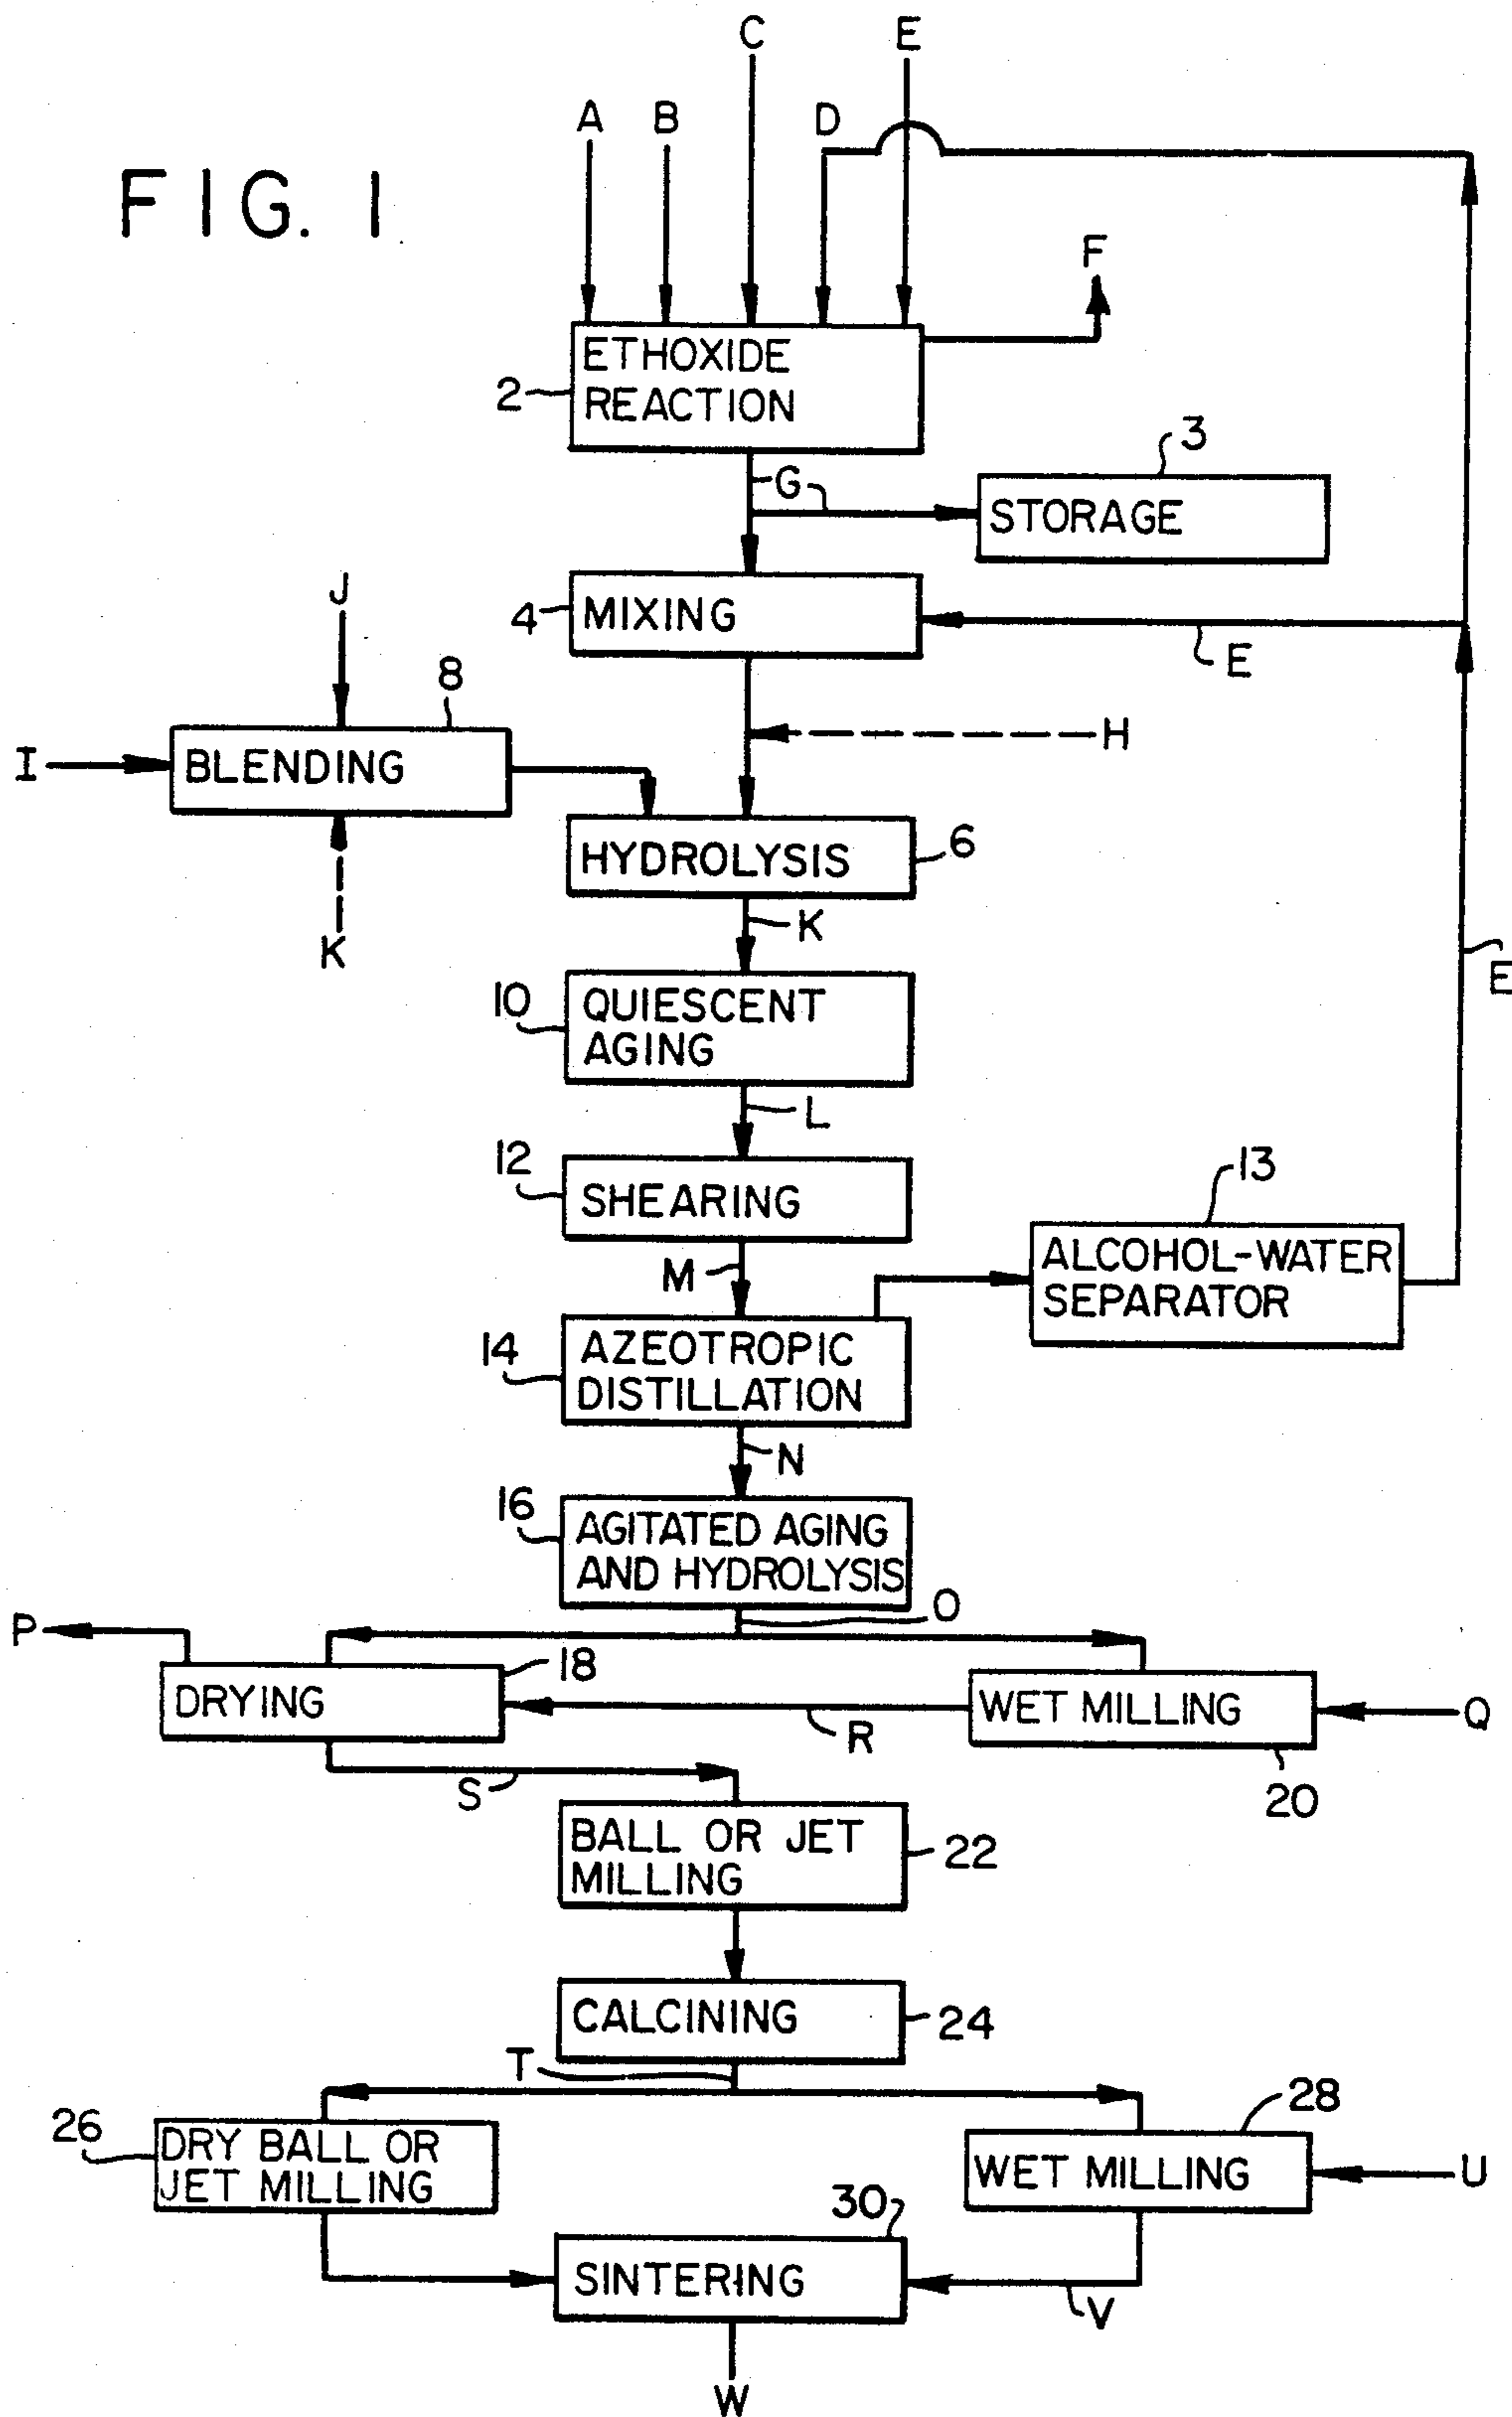 C
E
A
B
D
FIG. 1
F
ETHOXIDE
REACTION
2
3
G
STORAGE
J
4
MIXING
E
8
H
I
BLENDING
HYDROLYSIS
6
K
K
E
10
QUIESCENT
AGING
L
12
SHEARING
13
M
ALCOHOL-WATER
SEPARATOR
14
AZEOTROPIC
DISTILLATION
N
16
AGITATED AGING
AND HYDROLYSIS
O
P
18
DRYING
WET MILLING
Q
R
S
20
BALL OR JET
MILLING
22
CALCINING
24
T
26
28
DRY BALL OR
JET MILLING
WET MILLING
U
30
SINTERING
V
W